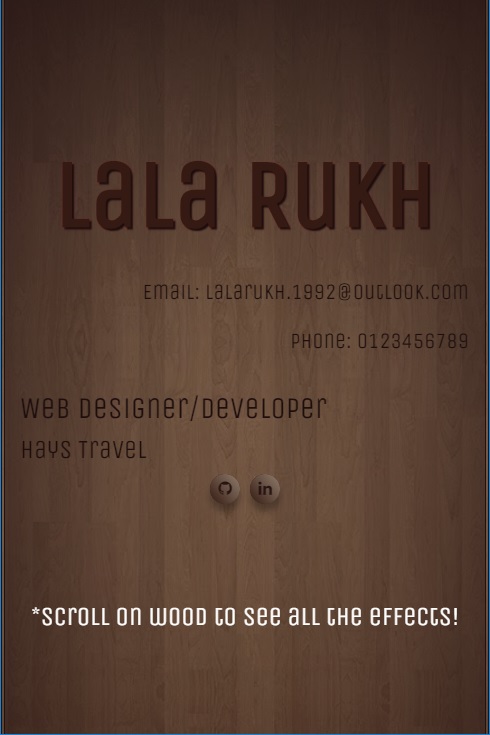 Lala Rukh
Email: lalarukh.1992@outlook.com
Phone: 0123456789
Web Designer/Developer
Hays Travel
in
*Scroll on wood to see all the effects!